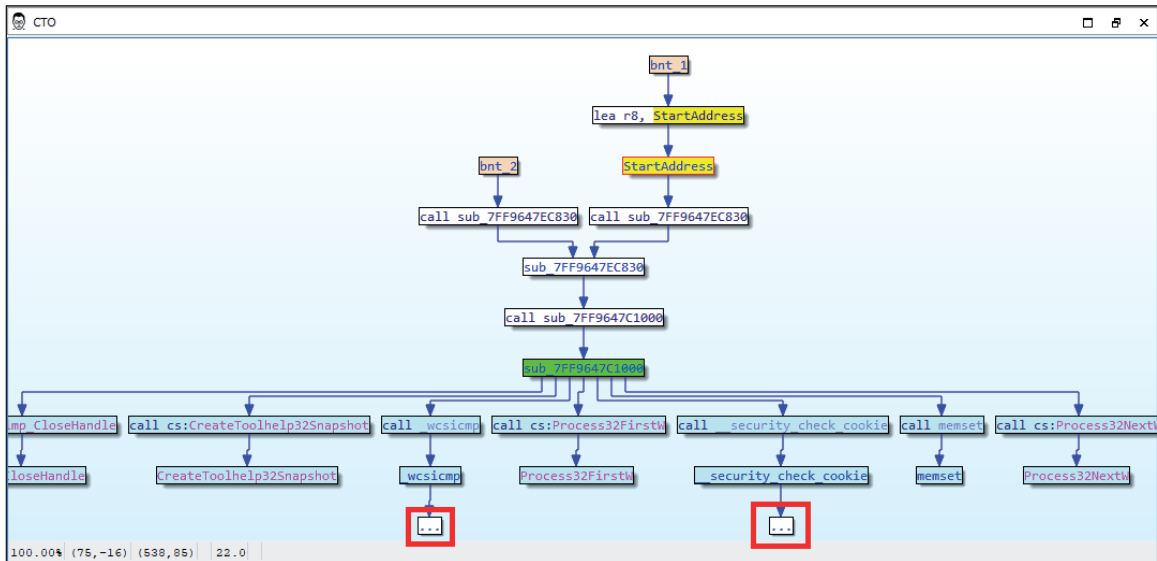 CTO
bnt_1
lea r8, StartAddress
bnt_2
StartAddress
call sub_7FF9647EC830
call sub_7FF9647EC830
sub_7FF9647EC830
call sub_7FF9647C1000
sub_7FF9647C1000
imp_CloseHandle
call cs:CreateToolhelp32Snapshot
call _wcsicmp
call cs:Process32FirstW
call __security_check_cookie
call memset
call cs:Process32NextW
CloseHandle
CreateToolhelp32Snapshot
_wcsicmp
Process32FirstW
__security_check_cookie
memset
Process32NextW
...
...
100.00% (75,-16) (538,85) 22.0